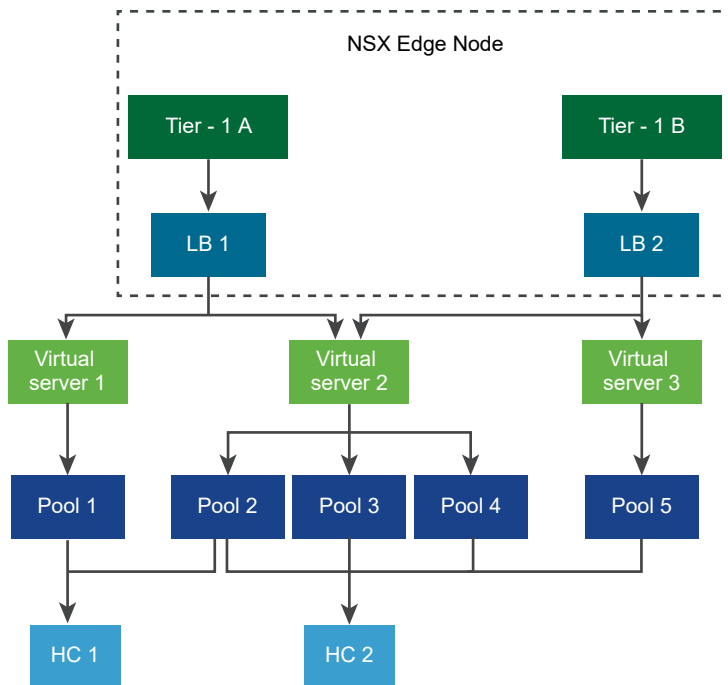 NSX Edge Node
Tier - 1 A
Tier - 1 B
LB 1
LB 2
Virtual
server 1
Virtual
server 2
Virtual
server 3
Pool 1
Pool 2
Pool 3
Pool 4
Pool 5
HC 1
HC 2